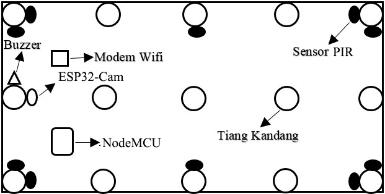 Buzzer
Modem Wifi
Sensor PIR
ESP32-Cam
Tiang Kandang
NodeMCU